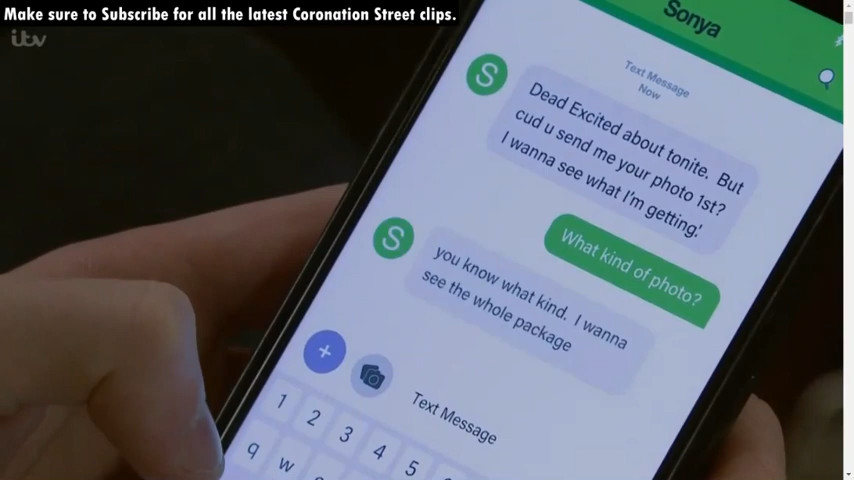 Make sure to Subscribe for all the latest Coronation Street clips.
itv
Sonya
Text Message
Now
S
Dead Excited about tonite. But
cud u send me your photo 1st?
I wanna see what I'm getting!'
What kind of photo?
S
you know what kind. I wanna
see the whole package
+
Text Message
1 2 3 4 5
q w